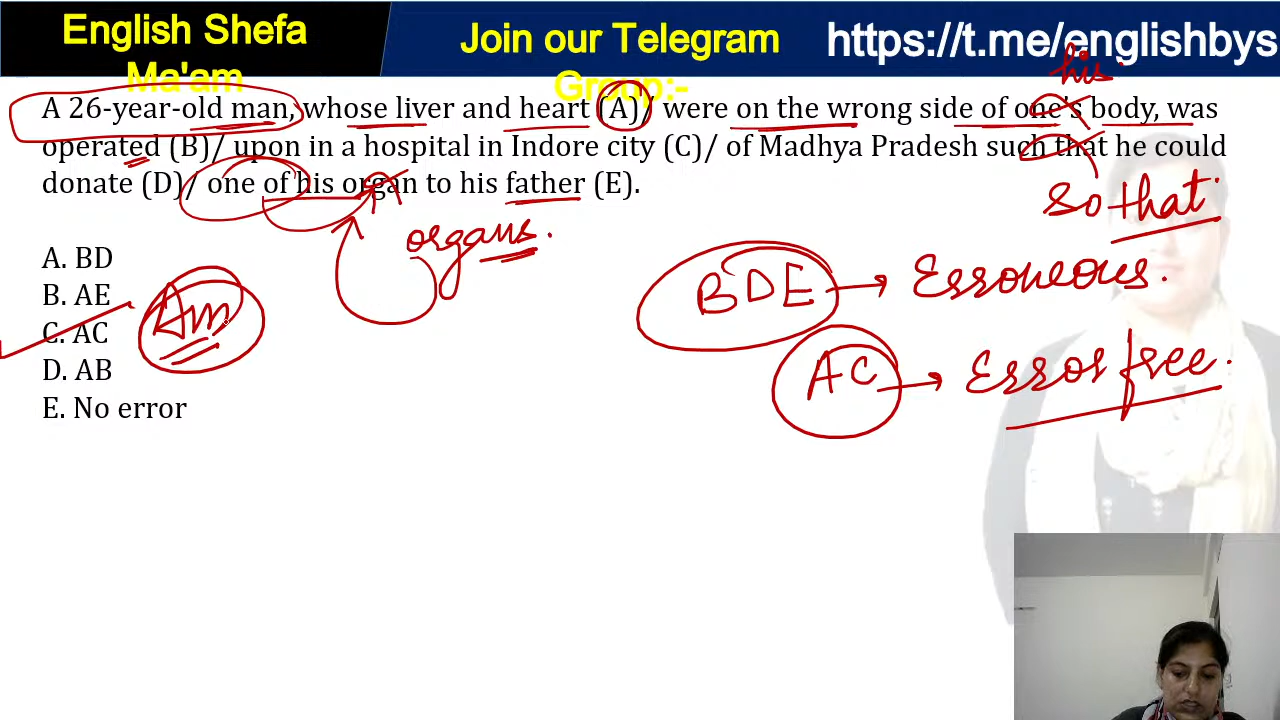 English Shefa
Ma'am
Join our Telegram
Group:-
https://t.me/englishbys
his
A 26-year-old man, whose liver and heart (A)/ were on the wrong side of one's body, was
operated (B)/ upon in a hospital in Indore city (C)/ of Madhya Pradesh such that he could
donate (D)/ one of his organ to his father (E).
so that.
organs.
A. BD
B. AE
C. AC
D. AB
E. No error
Am
BDE → Erroneous.
AC → Error free.